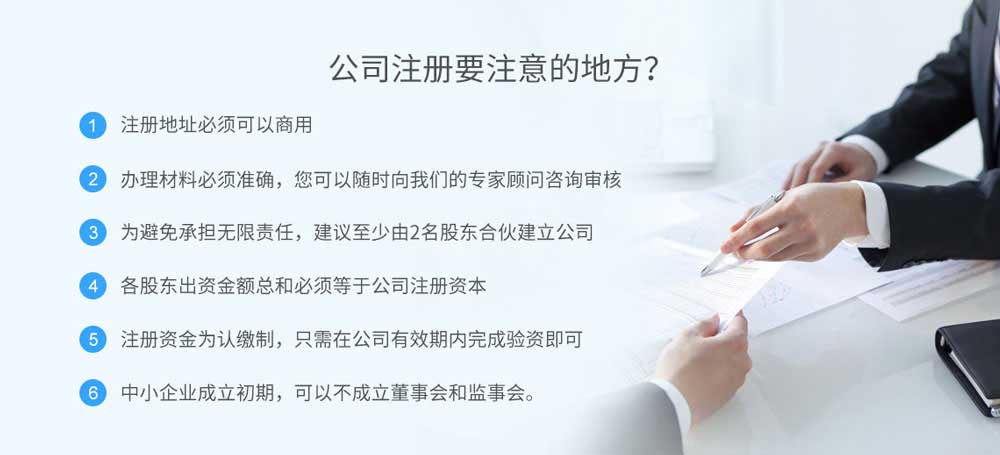 公司注册要注意的地方？
1 注册地址必须可以商用
2 办理材料必须准确，您可以随时向我们的专家顾问咨询审核
3 为避免承担无限责任，建议至少由2名股东合伙建立公司
4 各股东出资金额总和必须等于公司注册资本
5 注册资金为认缴制，只需在公司有效期内完成验资即可
6 中小企业成立初期，可以不成立董事会和监事会。